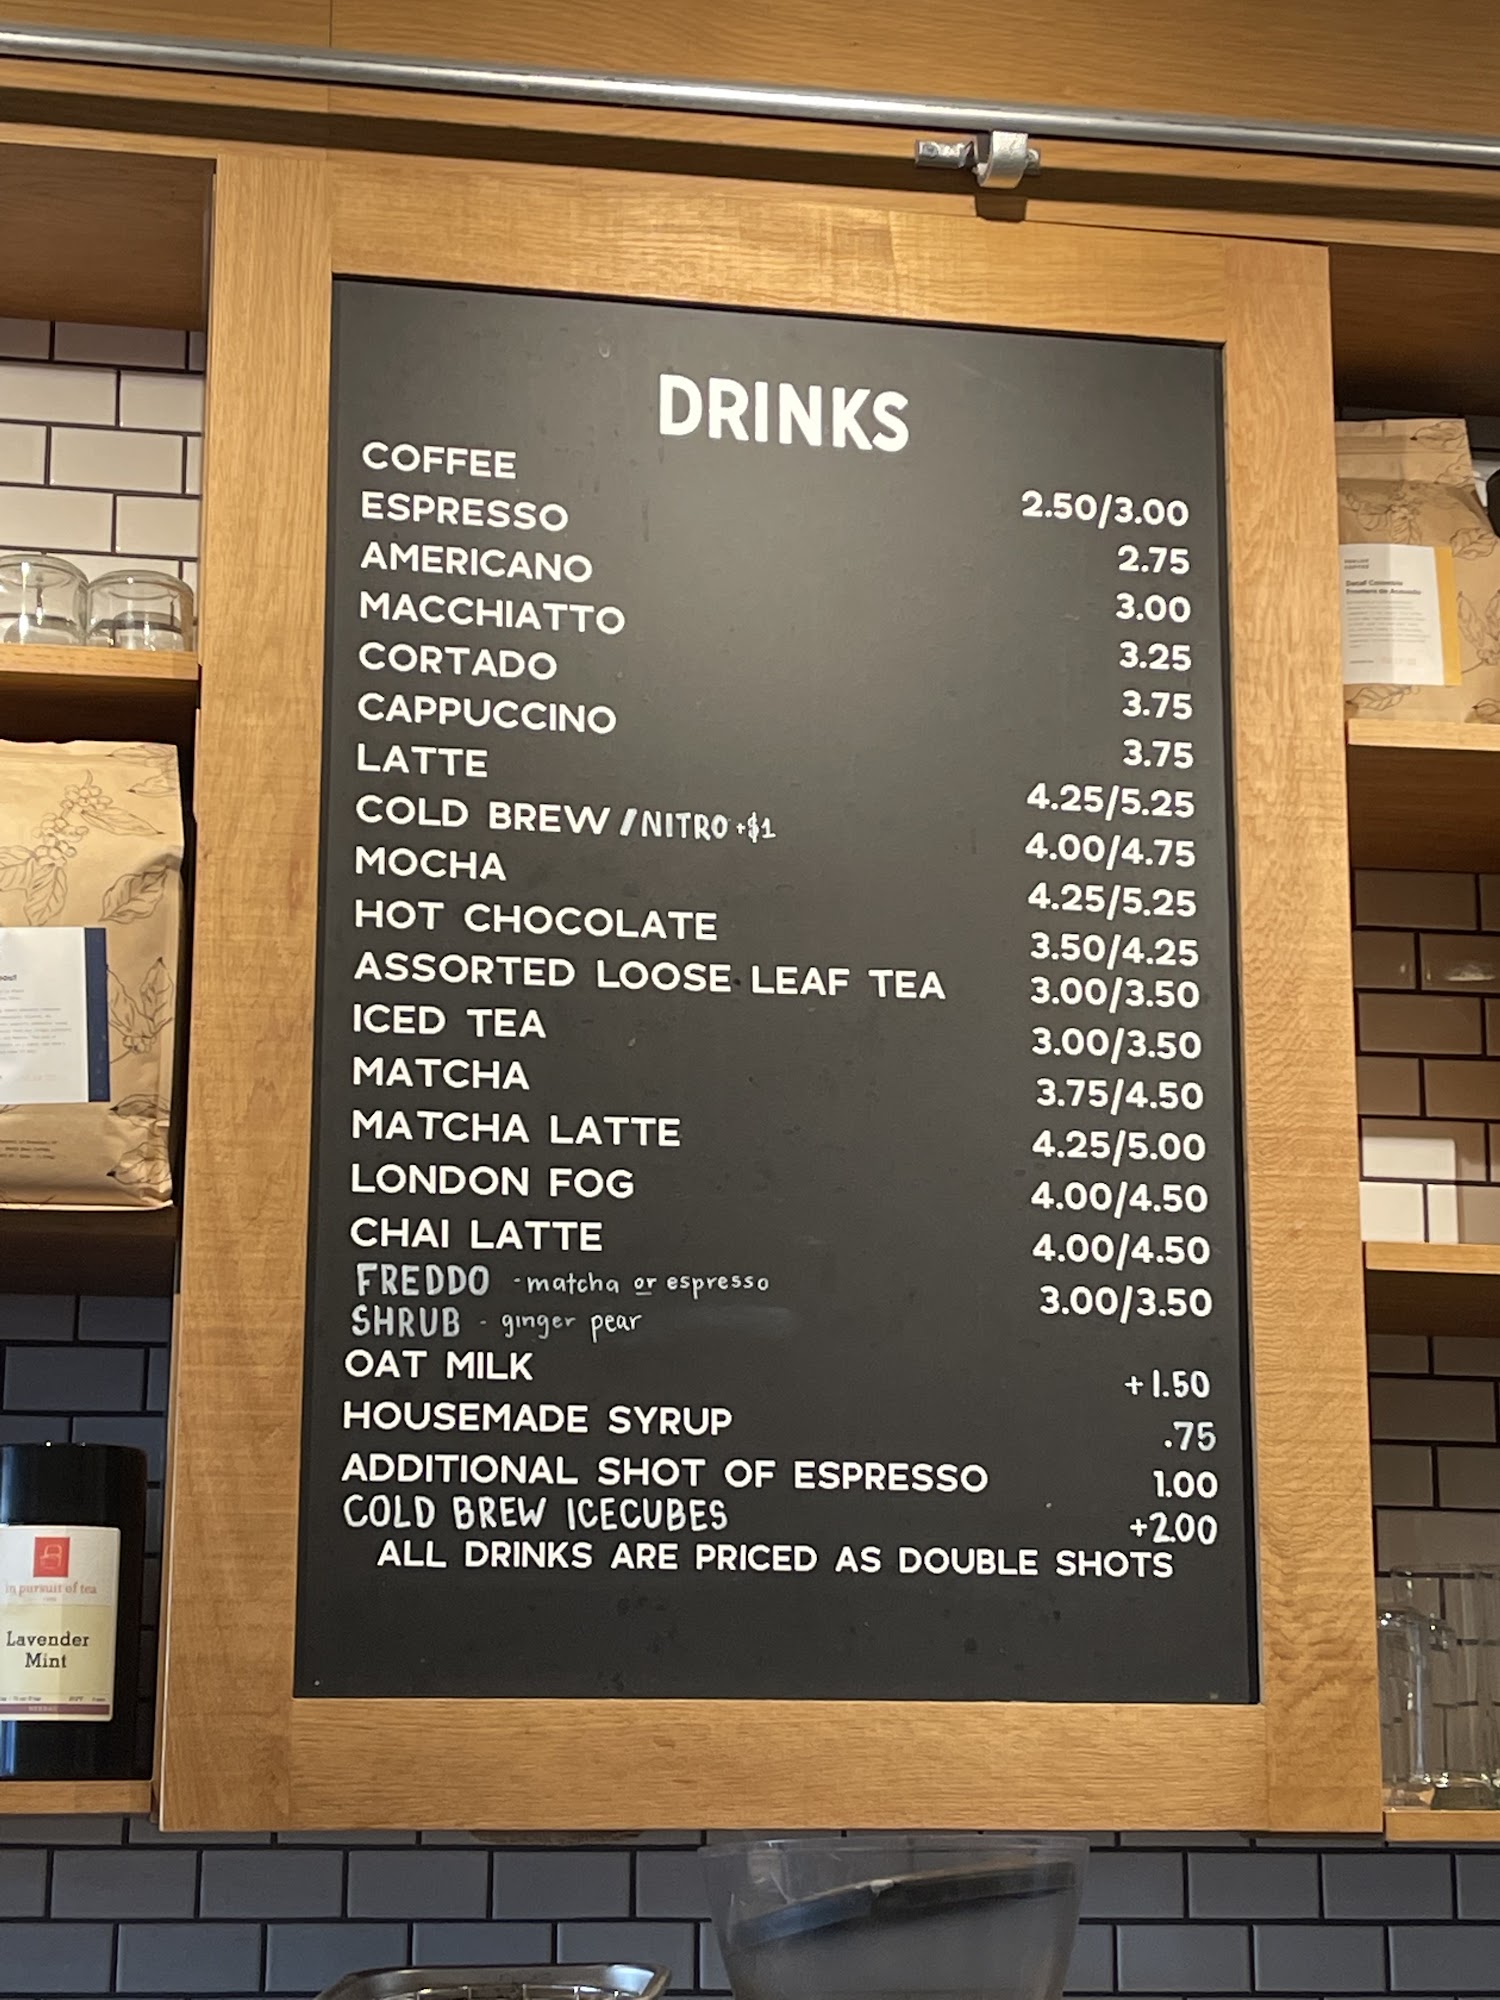 DRINKS
COFFEE 2.50/3.00
ESPRESSO 2.75
AMERICANO 3.00
MACCHIATTO 3.25
CORTADO 3.75
CAPPUCCINO 3.75
LATTE 4.25/5.25
COLD BREW /NITRO +$1 4.00/4.75
MOCHA 4.25/5.25
HOT CHOCOLATE 3.50/4.25
ASSORTED LOOSE LEAF TEA 3.00/3.50
ICED TEA 3.00/3.50
MATCHA 3.75/4.50
MATCHA LATTE 4.25/5.00
LONDON FOG 4.00/4.50
CHAI LATTE 4.00/4.50
FREDDO - matcha or espresso 3.00/3.50
SHRUB - ginger pear
OAT MILK +1.50
HOUSEMADE SYRUP .75
ADDITIONAL SHOT OF ESPRESSO 1.00
COLD BREW ICECUBES +2.00
ALL DRINKS ARE PRICED AS DOUBLE SHOTS
in pursuit of tea
Lavender
Mint
Decaf Colombia